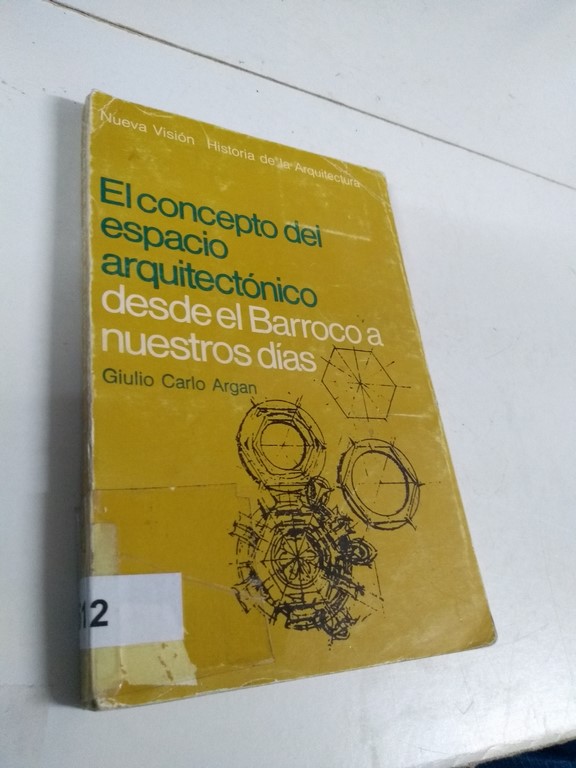 Nueva Visión Historia de la Arquitectura
El concepto del
espacio
arquitectónico
desde el Barroco a
nuestros días
Giulio Carlo Argan
12